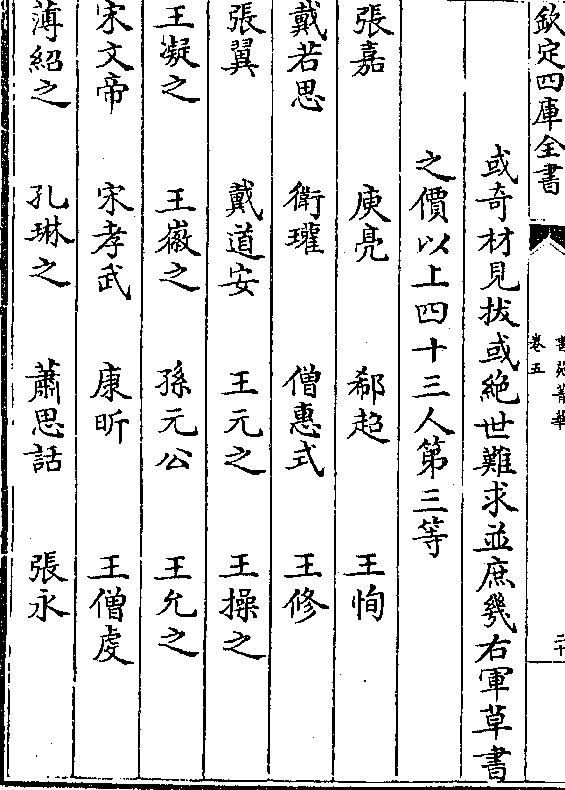 欽定四庫全書
書苑菁華
卷五
二十
或奇材見拔或絶世難求並庶幾右軍草書
之價以上四十三人第三等
張嘉 庾亮 郗超 王恂
戴若思 衛瓘 僧惠式 王修
張翼 戴道安 王元之 王操之
王凝之 王徽之 孫元公 王允之
宋文帝 宋孝武 康昕 王僧虔
薄紹之 孔琳之 蕭思話 張永